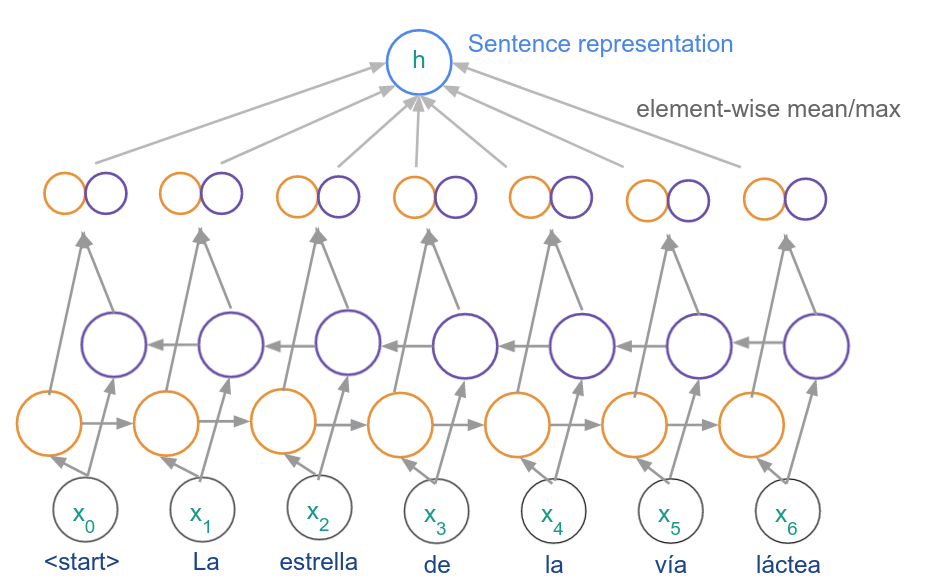 h
Sentence representation
element-wise mean/max
x0 x1 x2 x3 x4 x5 x6
<start> La estrella de la vía láctea